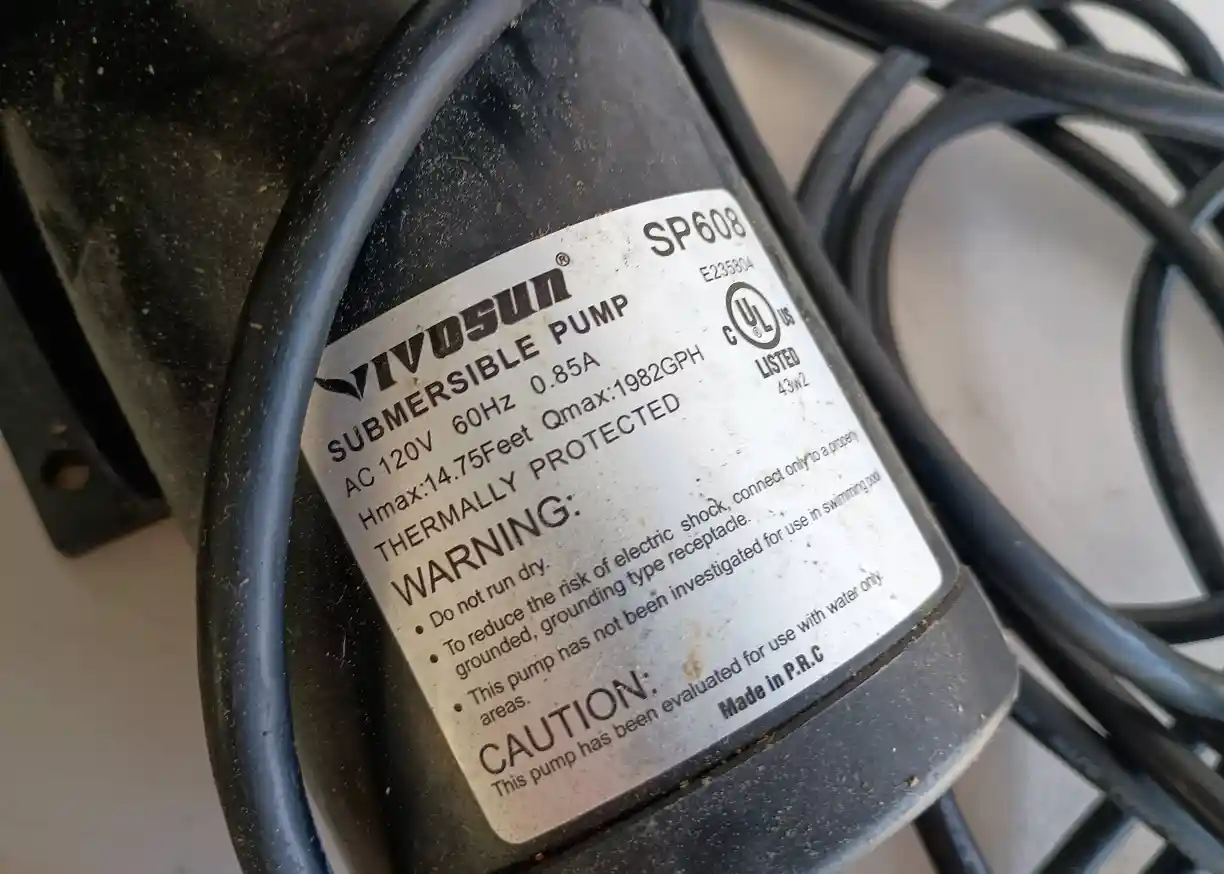 VIVOSUN®
SP608
E235804
SUBMERSIBLE PUMP
C UL® US
LISTED
43w2
AC 120V 60Hz 0.85A
Hmax:14.75Feet Qmax:1982GPH
THERMALLY PROTECTED
WARNING:
• Do not run dry.
• To reduce the risk of electric shock, connect only to a properly
grounded, grounding type receptacle.
• This pump has not been investigated for use in swimming pool
areas.
CAUTION:
This pump has been evaluated for use with water only.
Made in P.R.C